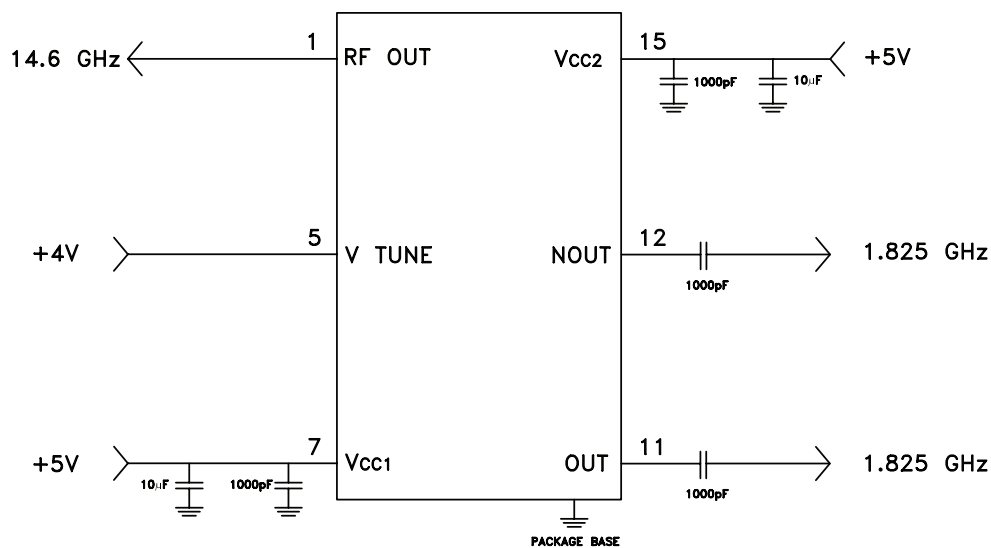 14.6 GHz
1
RF OUT
VCC2
15
+5V
1000pF
10µF
+4V
5
V TUNE
NOUT
12
1.825 GHz
1000pF
+5V
7
VCC1
10µF
1000pF
OUT
11
1.825 GHz
1000pF
PACKAGE BASE